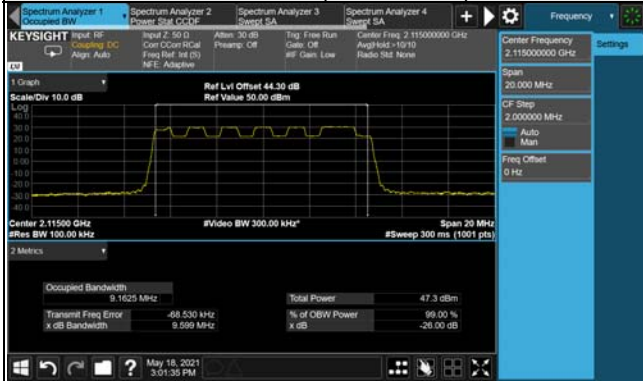 Spectrum Analyzer 1
Occupied BW
Spectrum Analyzer 2
Power Stat CCDF
Spectrum Analyzer 3
Swept SA
Spectrum Analyzer 4
Swept SA
Frequency
KEYSIGHT
Input: RF
Coupling: DC
Align: Auto
Input Z: 50 Ω
Corr CCorr RCal
Freq Ref: Int (S)
NFE: Adaptive
Atten: 30 dB
Preamp: Off
Trig: Free Run
Gate: Off
#IF Gain: Low
Center Freq: 2.115000000 GHz
Avg|Hold:>10/10
Radio Std: None
LXI
Center Frequency
2.115000000 GHz
Settings
Span
20.000 MHz
CF Step
2.000000 MHz
Auto
Man
Freq Offset
0 Hz
1 Graph
Scale/Div 10.0 dB
Ref Lvl Offset 44.30 dB
Ref Value 50.00 dBm
Log
40.0
30.0
20.0
10.0
0.00
-10.0
-20.0
-30.0
-40.0
Center 2.11500 GHz
#Res BW 100.00 kHz
#Video BW 300.00 kHz*
Span 20 MHz
#Sweep 300 ms (1001 pts)
2 Metrics
Occupied Bandwidth
9.1625 MHz
Transmit Freq Error
-68.530 kHz
x dB Bandwidth
9.599 MHz
Total Power
47.3 dBm
% of OBW Power
99.00 %
x dB
-26.00 dB
May 18, 2021
3:01:35 PM